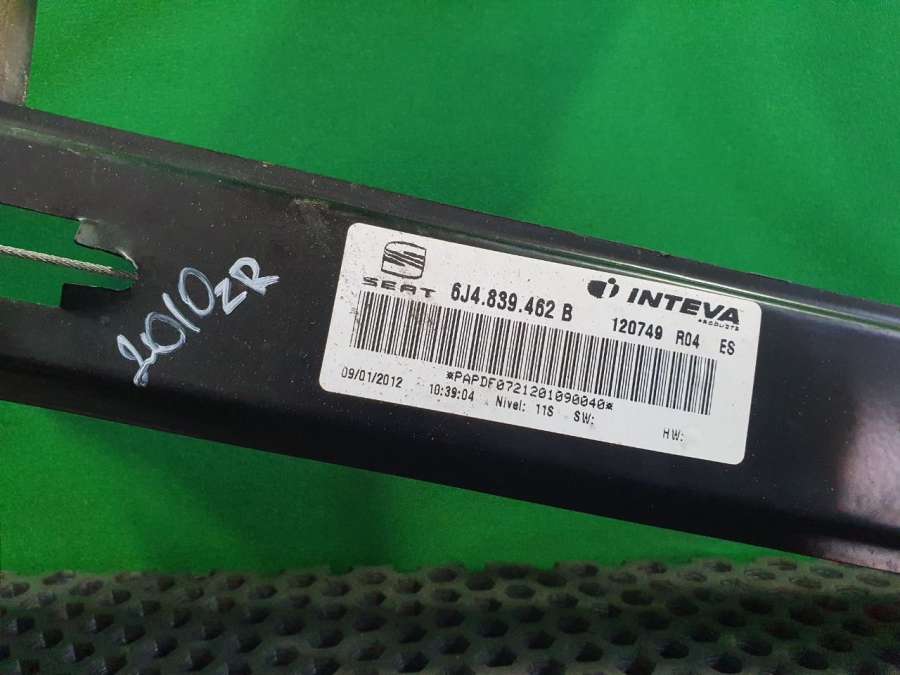 2010ZR
SEAT 6J4.839.462 B
INTEVA
PRODUCTS
120749 R04 ES
*PAPDF0721201090040*
09/01/2012 10:39:04 Nivel: 11S SW: HW: